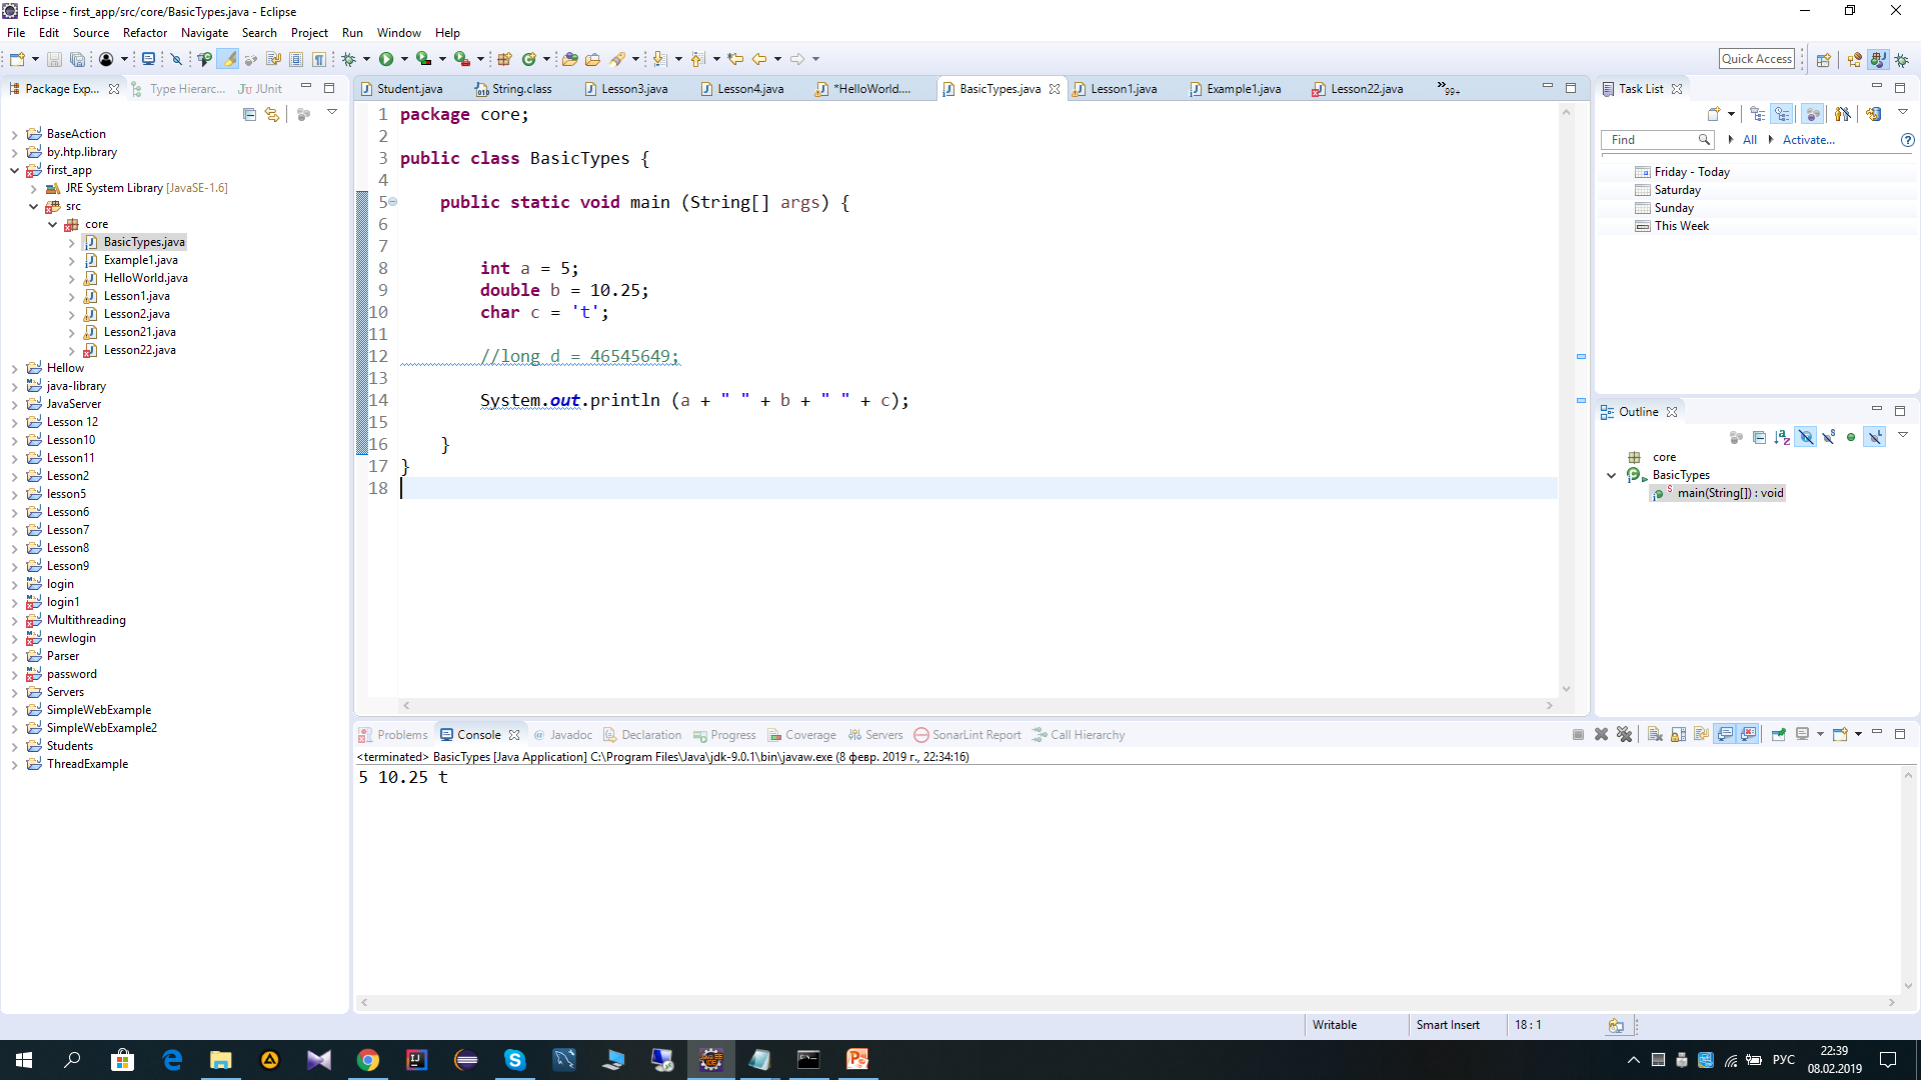 Eclipse - first_app/src/core/BasicTypes.java - Eclipse
File Edit Source Refactor Navigate Search Project Run Window Help
Quick Access
Package Exp... Type Hierarc... JUnit
BaseAction
by.htp.library
first_app
JRE System Library [JavaSE-1.6]
src
core
BasicTypes.java
Example1.java
HelloWorld.java
Lesson1.java
Lesson2.java
Lesson21.java
Lesson22.java
Hellow
java-library
JavaServer
Lesson 12
Lesson10
Lesson11
Lesson2
lesson5
Lesson6
Lesson7
Lesson8
Lesson9
login
login1
Multithreading
newlogin
Parser
password
Servers
SimpleWebExample
SimpleWebExample2
Students
ThreadExample
Student.java String.class Lesson3.java Lesson4.java *HelloWorld.... BasicTypes.java Lesson1.java Example1.java Lesson22.java »99+
1 package core;
2
3 public class BasicTypes {
4
5 public static void main (String[] args) {
6
7
8 int a = 5;
9 double b = 10.25;
10 char c = 't';
11
12 //long d = 46545649;
13
14 System.out.println (a + " " + b + " " + c);
15
16 }
17 }
18
Task List
Find All Activate...
Friday - Today
Saturday
Sunday
This Week
Outline
core
BasicTypes
main(String[]) : void
Problems Console Javadoc Declaration Progress Coverage Servers SonarLint Report Call Hierarchy
<terminated> BasicTypes [Java Application] C:\Program Files\Java\jdk-9.0.1\bin\javaw.exe (8 февр. 2019 г., 22:34:16)
5 10.25 t
Writable Smart Insert 18 : 1
РУС
22:39
08.02.2019